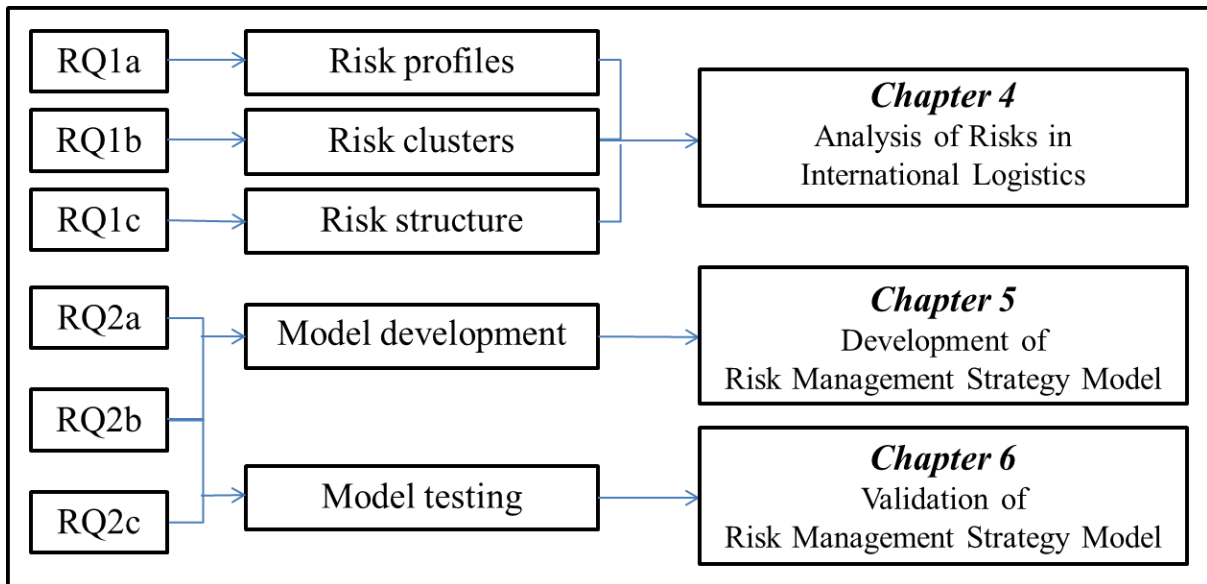 RQ1a
Risk profiles
RQ1b
Risk clusters
RQ1c
Risk structure
Chapter 4
Analysis of Risks in
International Logistics
RQ2a
RQ2b
RQ2c
Model development
Chapter 5
Development of
Risk Management Strategy Model
Model testing
Chapter 6
Validation of
Risk Management Strategy Model